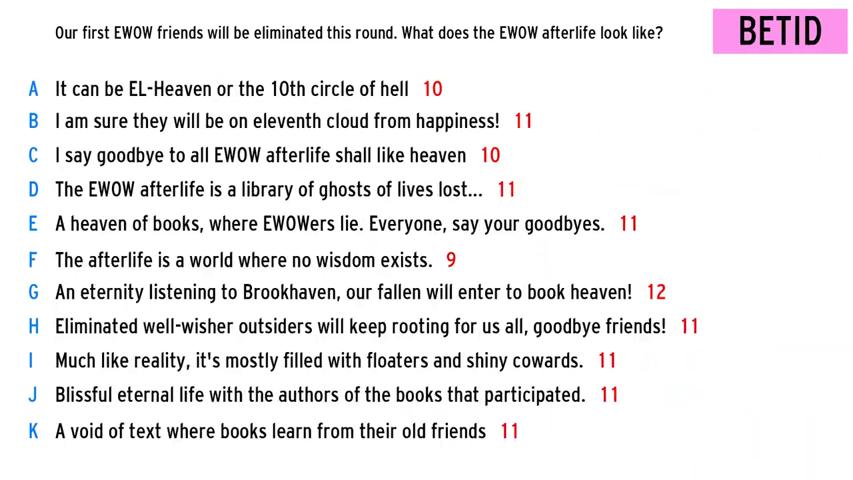 Our first EWOW friends will be eliminated this round. What does the EWOW afterlife look like?
BETID
A It can be EL-Heaven or the 10th circle of hell 10
B I am sure they will be on eleventh cloud from happiness! 11
C I say goodbye to all EWOW afterlife shall like heaven 10
D The EWOW afterlife is a library of ghosts of lives lost... 11
E A heaven of books, where EWOWers lie. Everyone, say your goodbyes. 11
F The afterlife is a world where no wisdom exists. 9
G An eternity listening to Brookhaven, our fallen will enter to book heaven! 12
H Eliminated well-wisher outsiders will keep rooting for us all, goodbye friends! 11
I Much like reality, it's mostly filled with floaters and shiny cowards. 11
J Blissful eternal life with the authors of the books that participated. 11
K A void of text where books learn from their old friends 11